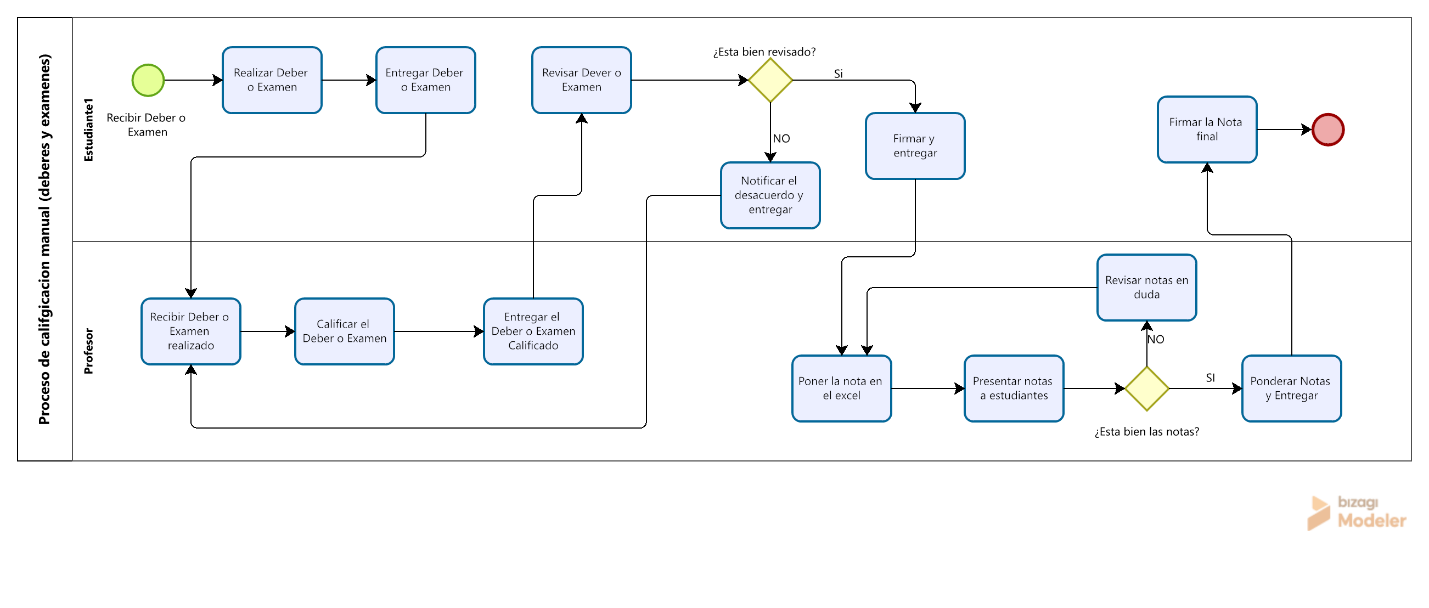 Proceso de califgicacion manual (deberes y examenes)
Estudiante1
Recibir Deber o
Examen
Realizar Deber
o Examen
Entregar Deber
o Examen
Revisar Dever o
Examen
¿Esta bien revisado?
Si
NO
Firmar y
entregar
Notificar el
desacuerdo y
entregar
Firmar la Nota
final
Profesor
Recibir Deber o
Examen
realizado
Calificar el
Deber o Examen
Entregar el
Deber o Examen
Calificado
Revisar notas en
duda
Poner la nota en
el excel
Presentar notas
a estudiantes
NO
SI
¿Esta bien las notas?
Ponderar Notas
y Entregar
bizagi
Modeler